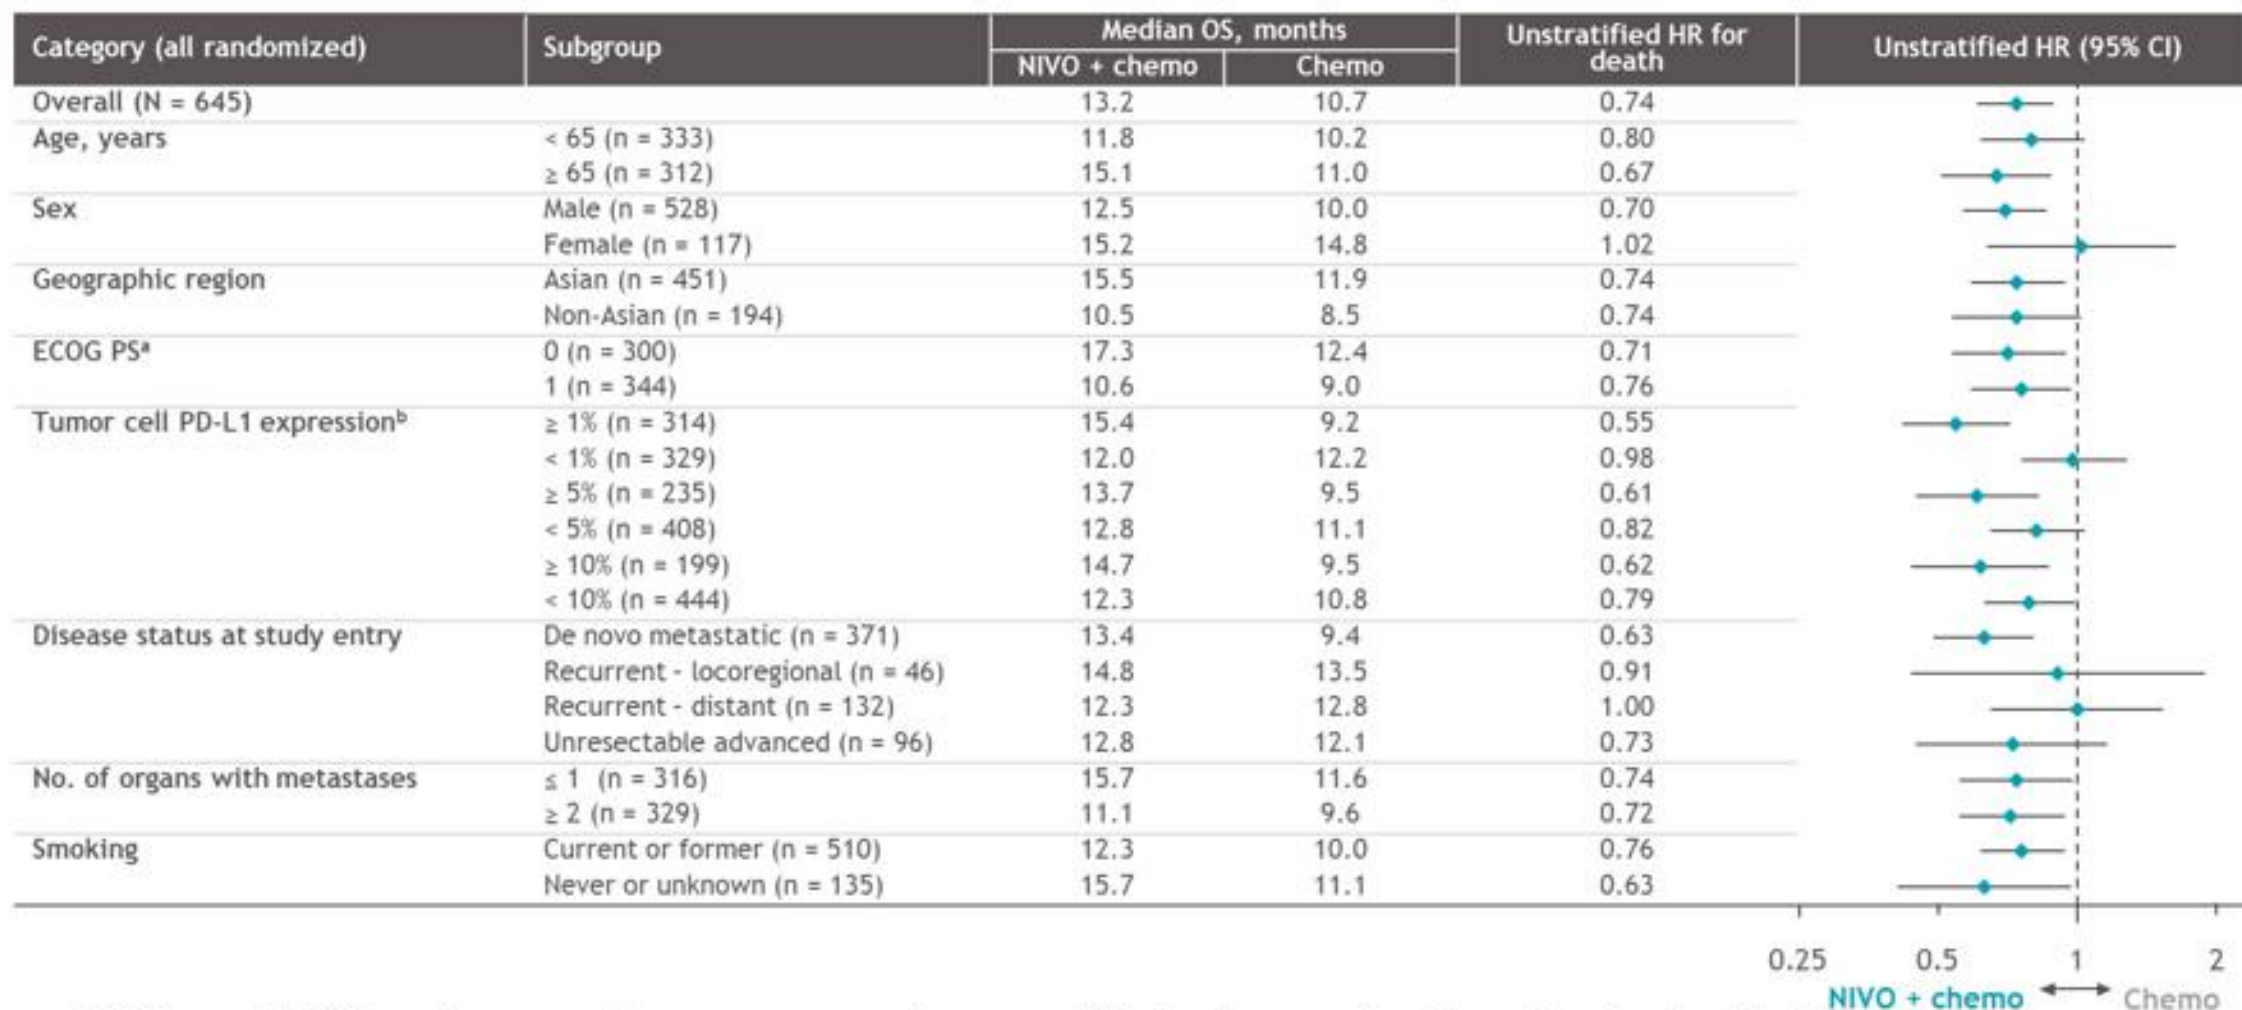 Category (all randomized) Subgroup Median OS, months Unstratified HR for death Unstratified HR (95% CI)
NIVO + chemo Chemo
Overall (N = 645) 13.2 10.7 0.74
Age, years < 65 (n = 333) 11.8 10.2 0.80
≥ 65 (n = 312) 15.1 11.0 0.67
Sex Male (n = 528) 12.5 10.0 0.70
Female (n = 117) 15.2 14.8 1.02
Geographic region Asian (n = 451) 15.5 11.9 0.74
Non-Asian (n = 194) 10.5 8.5 0.74
ECOG PSᵃ 0 (n = 300) 17.3 12.4 0.71
1 (n = 344) 10.6 9.0 0.76
Tumor cell PD-L1 expressionᵇ ≥ 1% (n = 314) 15.4 9.2 0.55
< 1% (n = 329) 12.0 12.2 0.98
≥ 5% (n = 235) 13.7 9.5 0.61
< 5% (n = 408) 12.8 11.1 0.82
≥ 10% (n = 199) 14.7 9.5 0.62
< 10% (n = 444) 12.3 10.8 0.79
Disease status at study entry De novo metastatic (n = 371) 13.4 9.4 0.63
Recurrent - locoregional (n = 46) 14.8 13.5 0.91
Recurrent - distant (n = 132) 12.3 12.8 1.00
Unresectable advanced (n = 96) 12.8 12.1 0.73
No. of organs with metastases ≤ 1 (n = 316) 15.7 11.6 0.74
≥ 2 (n = 329) 11.1 9.6 0.72
Smoking Current or former (n = 510) 12.3 10.0 0.76
Never or unknown (n = 135) 15.7 11.1 0.63
0.25 0.5 1 2
NIVO + chemo Chemo